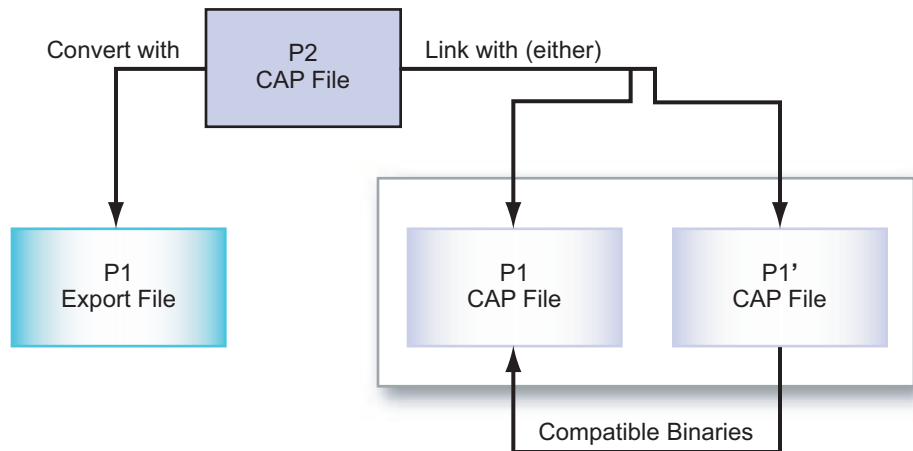 Convert with
P2
CAP File
Link with (either)
P1
Export File
P1
CAP File
P1'
CAP File
Compatible Binaries